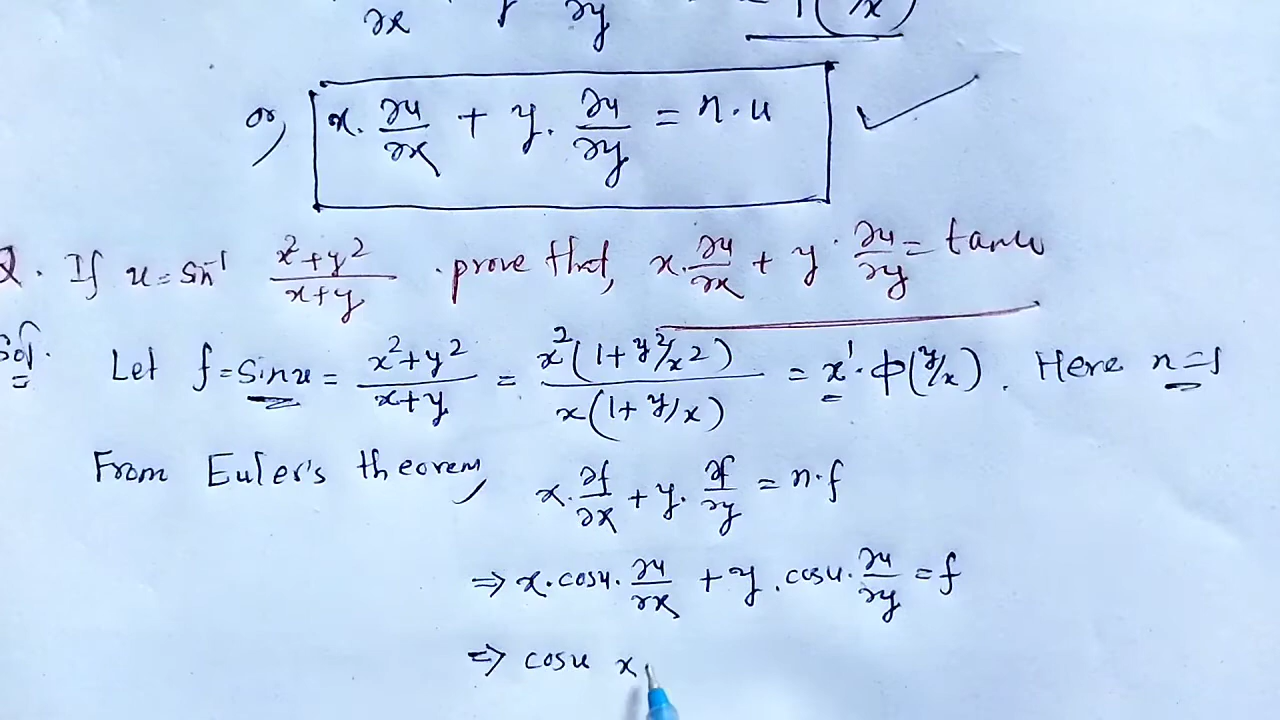 ∂x y ∂y = f(y/x)
or, x. ∂u/∂x + y. ∂u/∂y = n.u
Q. If u = sin⁻¹ (x²+y²)/(x+y) . prove that, x. ∂u/∂x + y . ∂u/∂y = tanu
Sol. Let f = sinu = (x²+y²)/(x+y) = x²(1+y²/x²)/x(1+y/x) = x¹.Φ(y/x). Here n=1
From Euler's theorem, x. ∂f/∂x + y. ∂f/∂y = n.f
⇒ x.cosu. ∂u/∂x + y.cosu. ∂u/∂y = f
⇒ cosu x